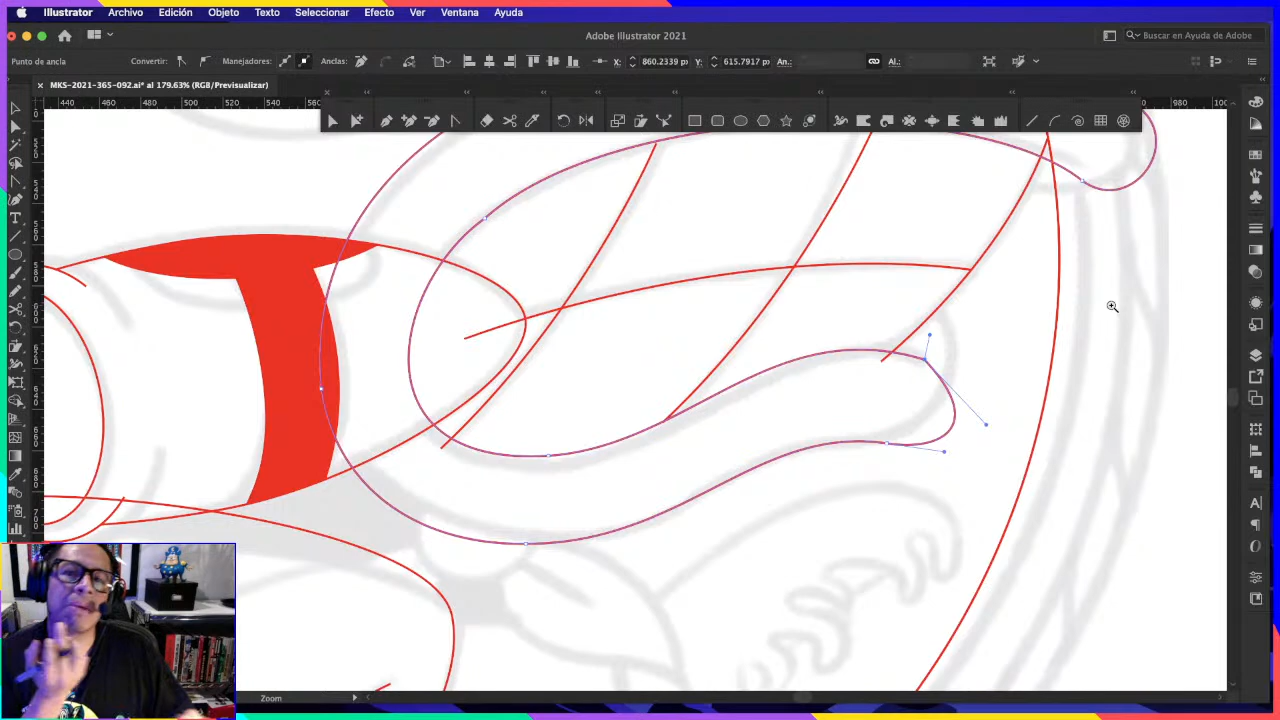 Illustrator Archivo Edición Objeto Texto Seleccionar Efecto Ver Ventana Ayuda
Adobe Illustrator 2021
Buscar en Ayuda de Adobe
Punto de ancla Convertir: Manejadores: Anclas: X: 860.2339 p Y: 615.7917 p An.: Al.:
MKS-2021-365-092.ai* al 179.63% (RGB/Previsualizar)
440 460 480 500 520 540 560 980 100
Zoom